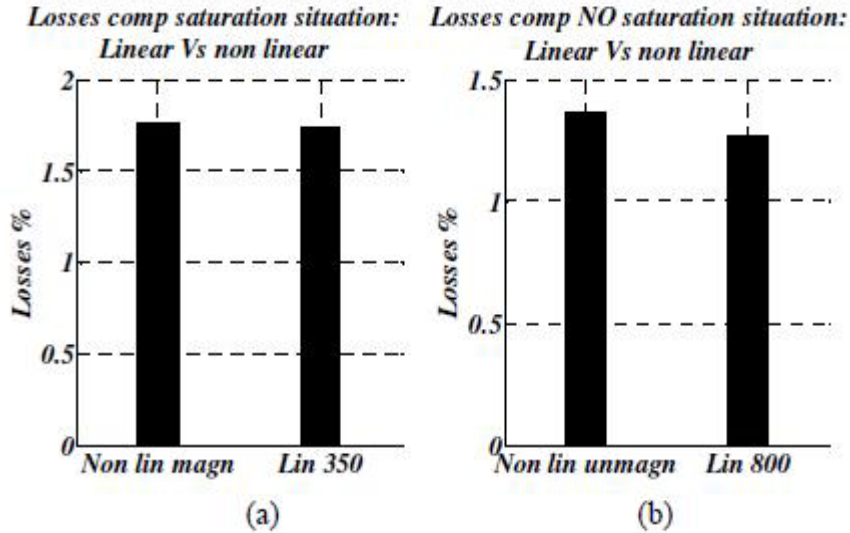 Losses comp saturation situation:
Linear Vs non linear
2
1.5
1
0.5
0
Losses %
Non lin magn
Lin 350
(a)
Losses comp NO saturation situation:
Linear Vs non linear
1.5
1
0.5
0
Losses %
Non lin unmagn
Lin 800
(b)